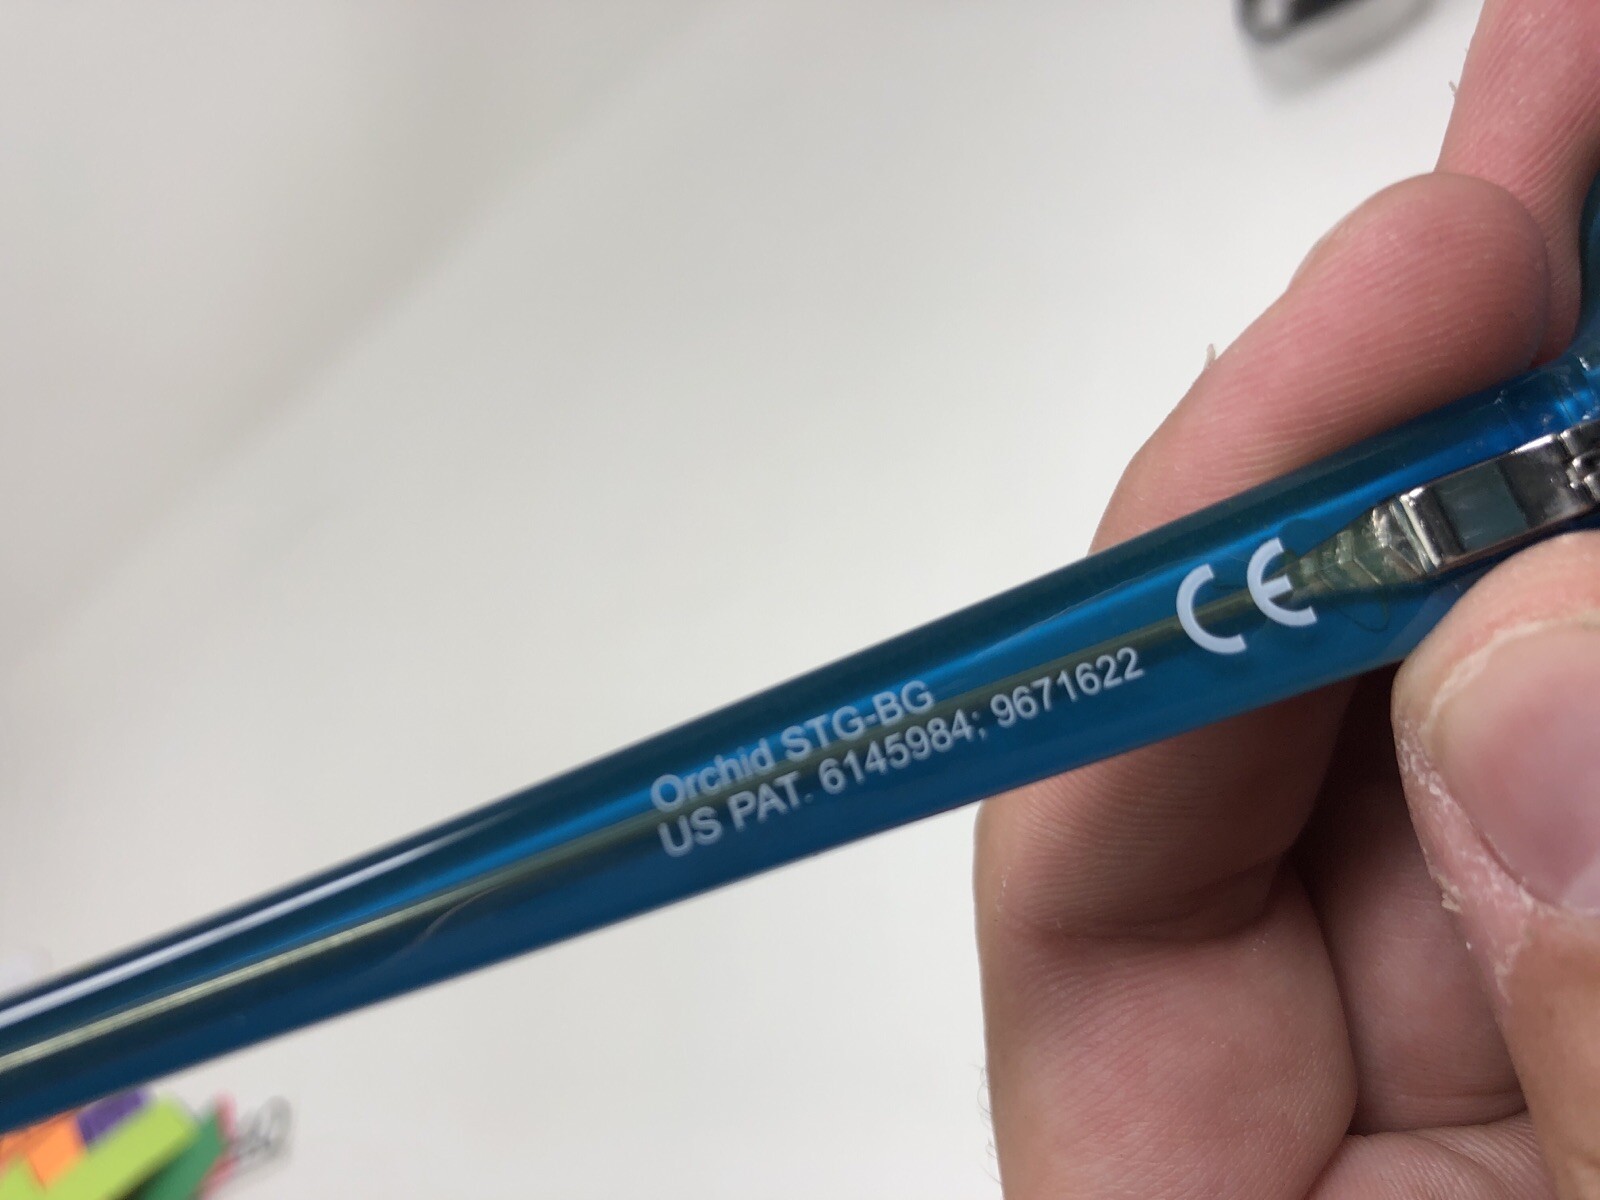 Orchid STG-BG
US PAT. 6145984; 9671622
CE